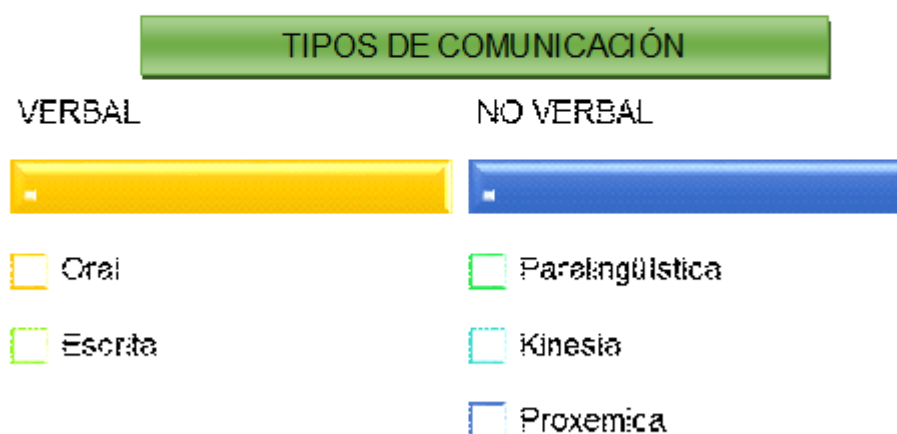 TIPOS DE COMUNICACIÓN
VERBAL
Oral
Escrita
NO VERBAL
Paralingüística
Kinesia
Proxemica